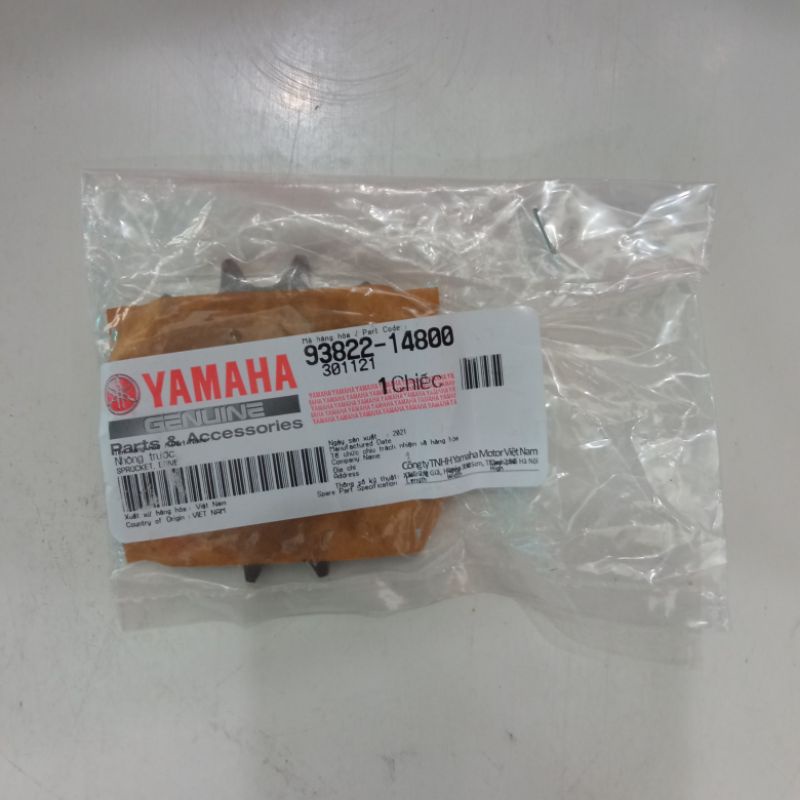 Mã hàng hóa / Part Code :
93822-14800
301121
YAMAHA
1 Chiếc
GENUINE
Parts & Accessories
Nhông trước
SPROCKET,
Ngày sản xuất : 2021
Manufactured Date
Tổ chức chịu trách nhiệm về hàng hóa
Company Name
Công ty TNHH Yamaha Motor Việt Nam
Địa chỉ
Address
Hà Nội
Thông số kỹ thuật:
Spare Part Specification
Length
Width
High
Xuất xứ hàng hóa : Việt Nam
Country of Origin : VIET NAM